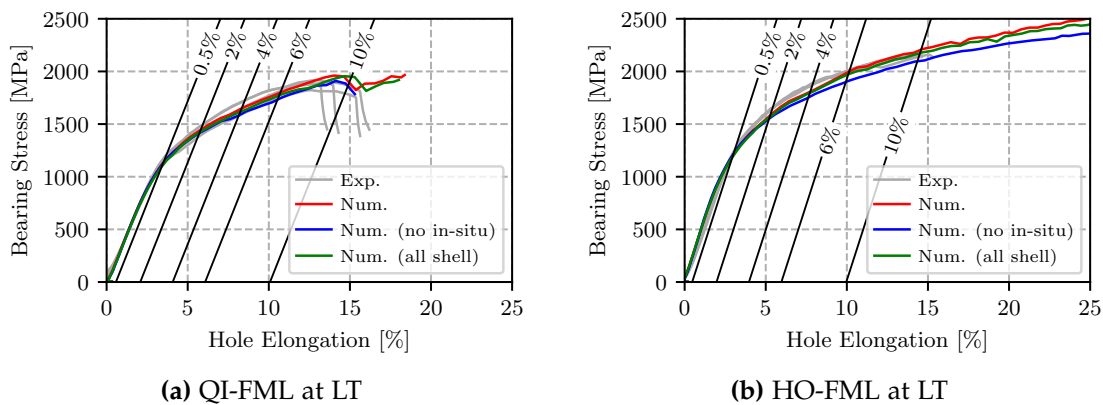 2500
2000
1500
1000
500
0
Bearing Stress [MPa]
0.5%
2%
4%
6%
10%
Exp.
Num.
Num. (no in-situ)
Num. (all shell)
0 5 10 15 20 25
Hole Elongation [%]
(a) QI-FML at LT
2500
2000
1500
1000
500
0
Bearing Stress [MPa]
0.5%
2%
4%
6%
10%
Exp.
Num.
Num. (no in-situ)
Num. (all shell)
0 5 10 15 20 25
Hole Elongation [%]
(b) HO-FML at LT